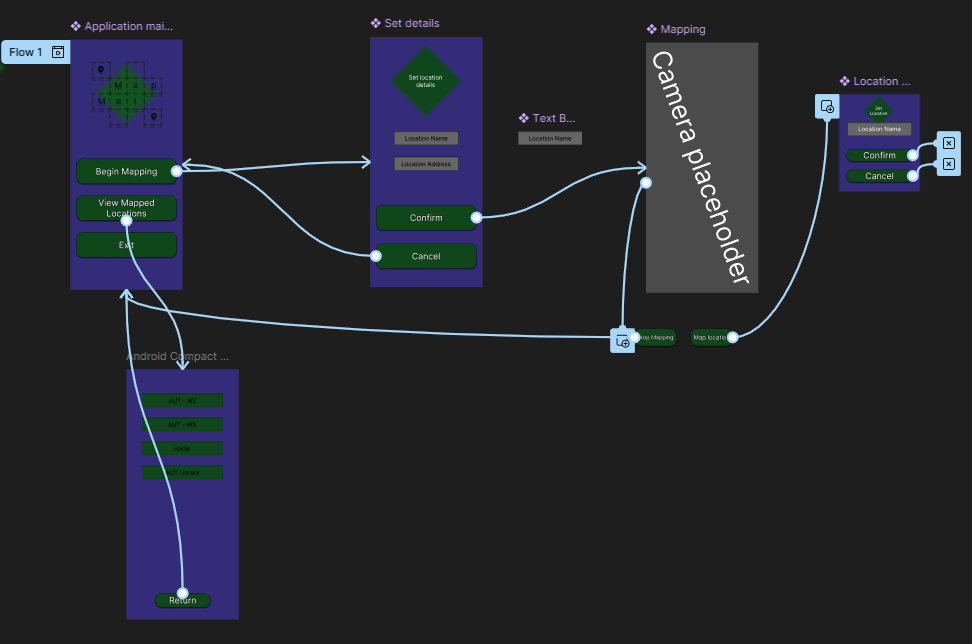 Application mai...
Flow 1
M a p
M e !
Begin Mapping
View Mapped
Locations
Exit
Set details
Set location
details
Location Name
Location Address
Confirm
Cancel
Text B...
Location Name
Mapping
Camera placeholder
Location ...
Set
Location
Location Name
Confirm
Cancel
Stop Mapping
Map location
Android Compact ...
AUT - WZ
AUT - WE
Home
AUT Library
Return